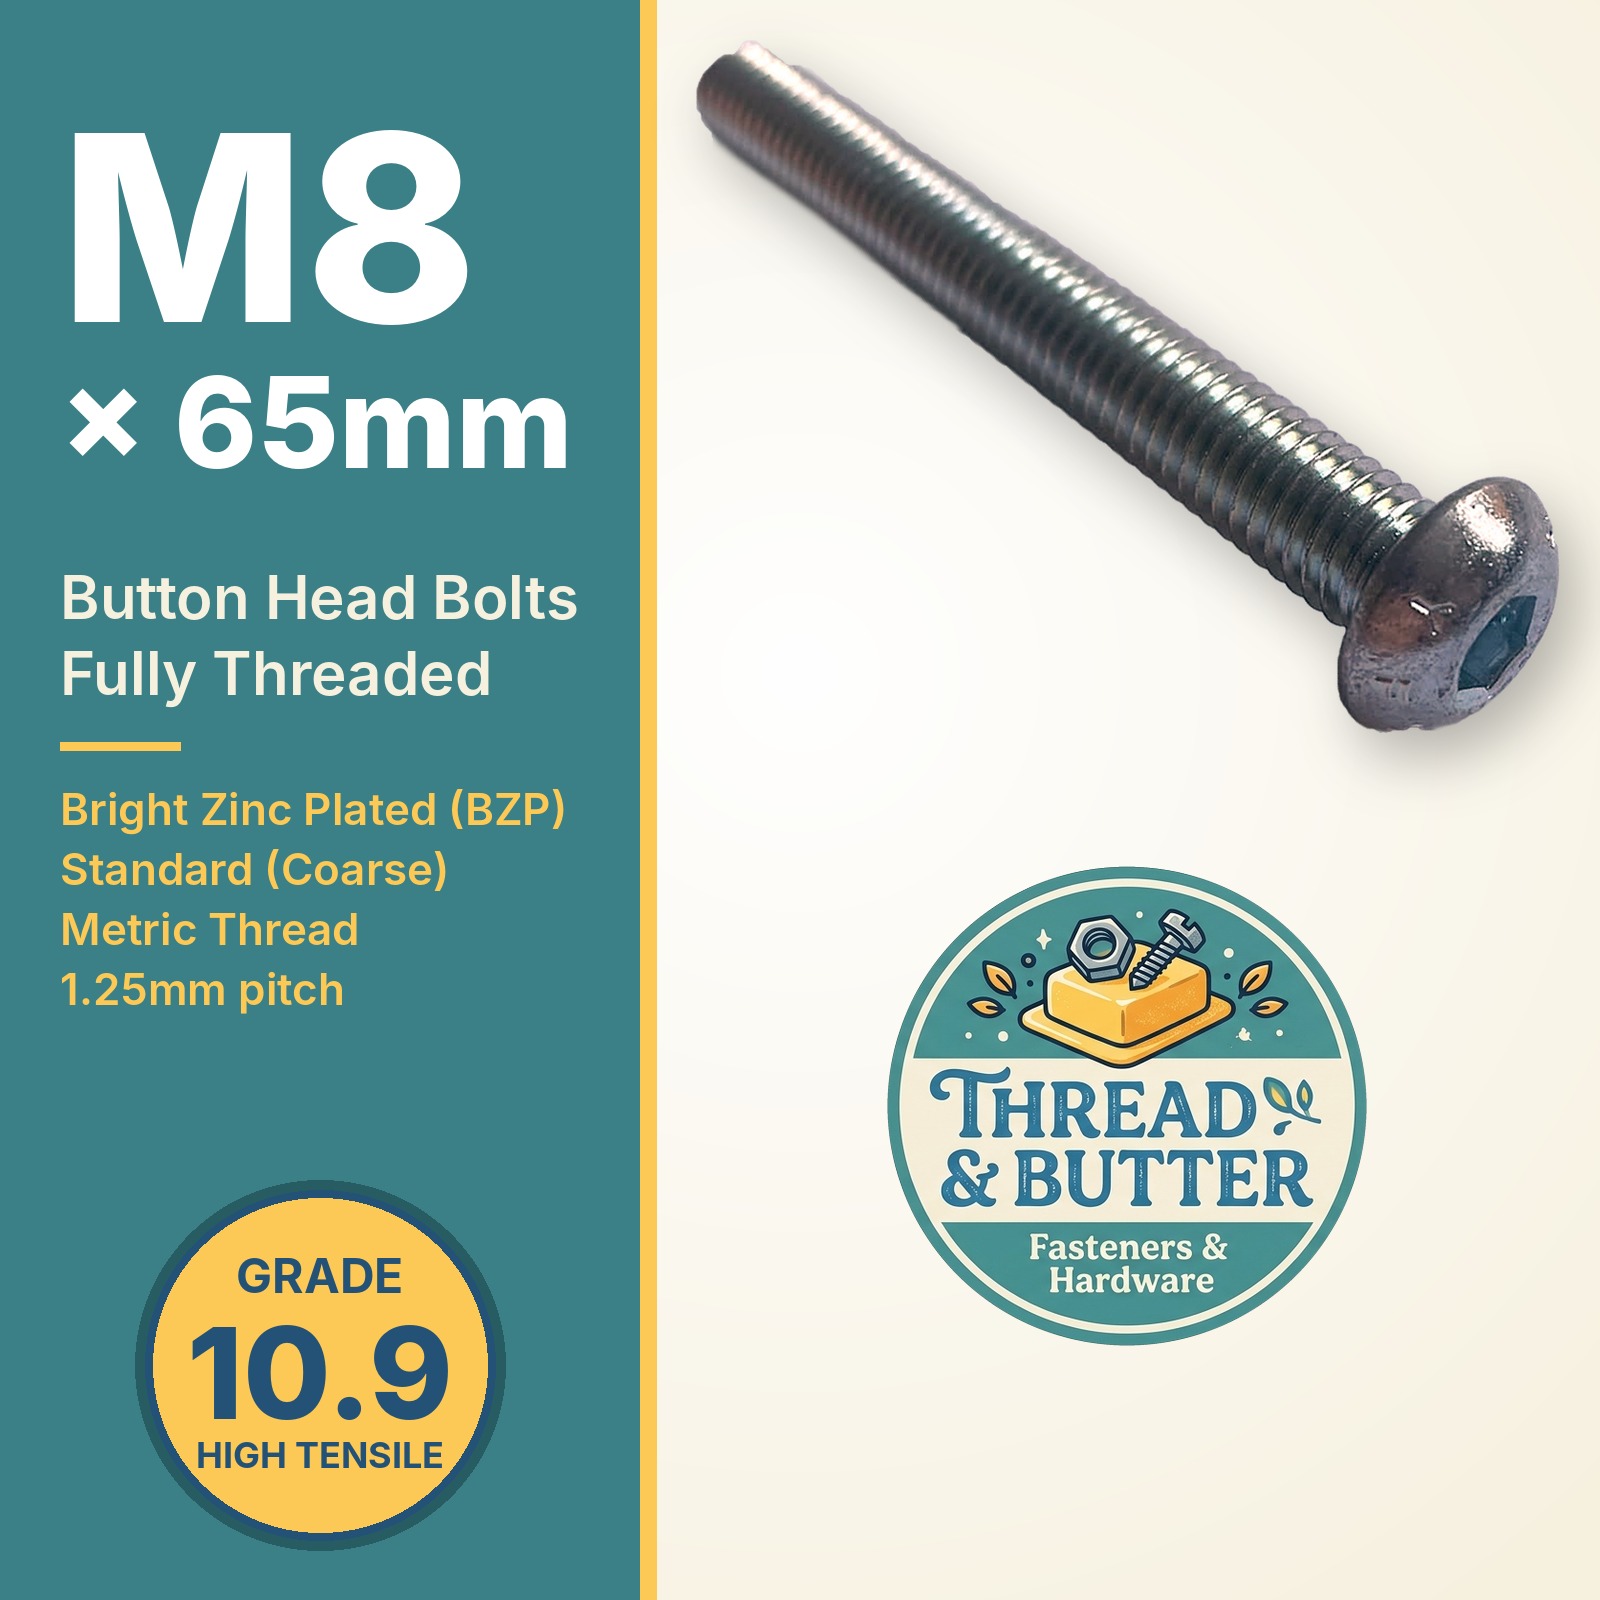 M8
× 65mm
Button Head Bolts
Fully Threaded
Bright Zinc Plated (BZP)
Standard (Coarse)
Metric Thread
1.25mm pitch
GRADE
10.9
HIGH TENSILE
THREAD
& BUTTER
Fasteners &
Hardware